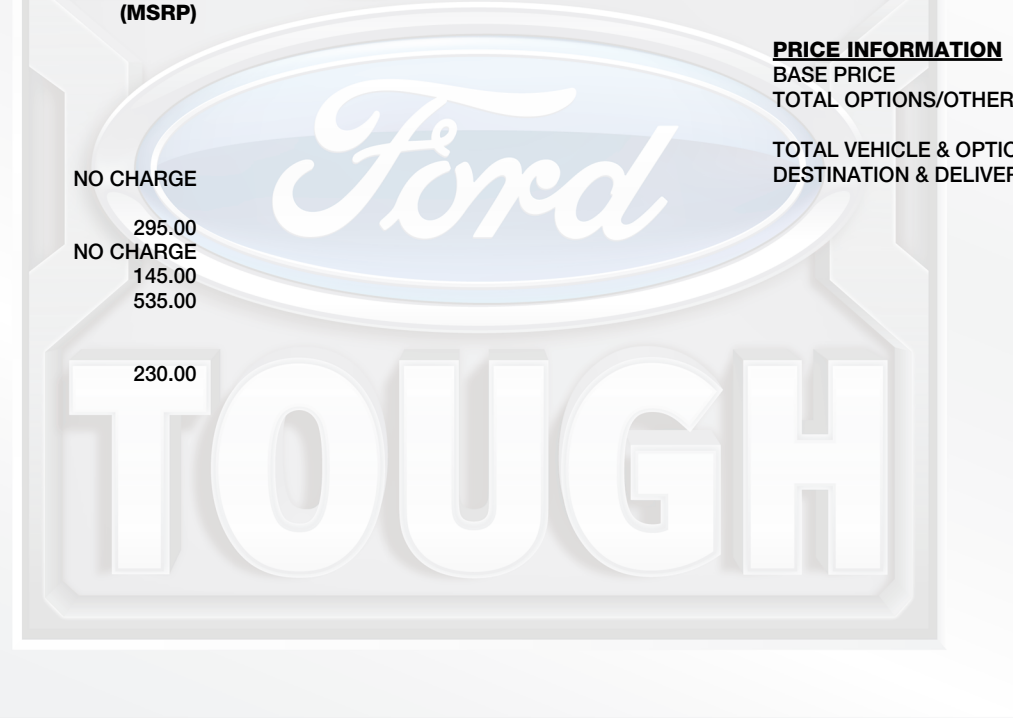 (MSRP)
NO CHARGE
295.00
NO CHARGE
145.00
535.00
230.00
PRICE INFORMATION
BASE PRICE
TOTAL OPTIONS/OTHER
TOTAL VEHICLE & OPTIO
DESTINATION & DELIVER
Ford
TOUGH